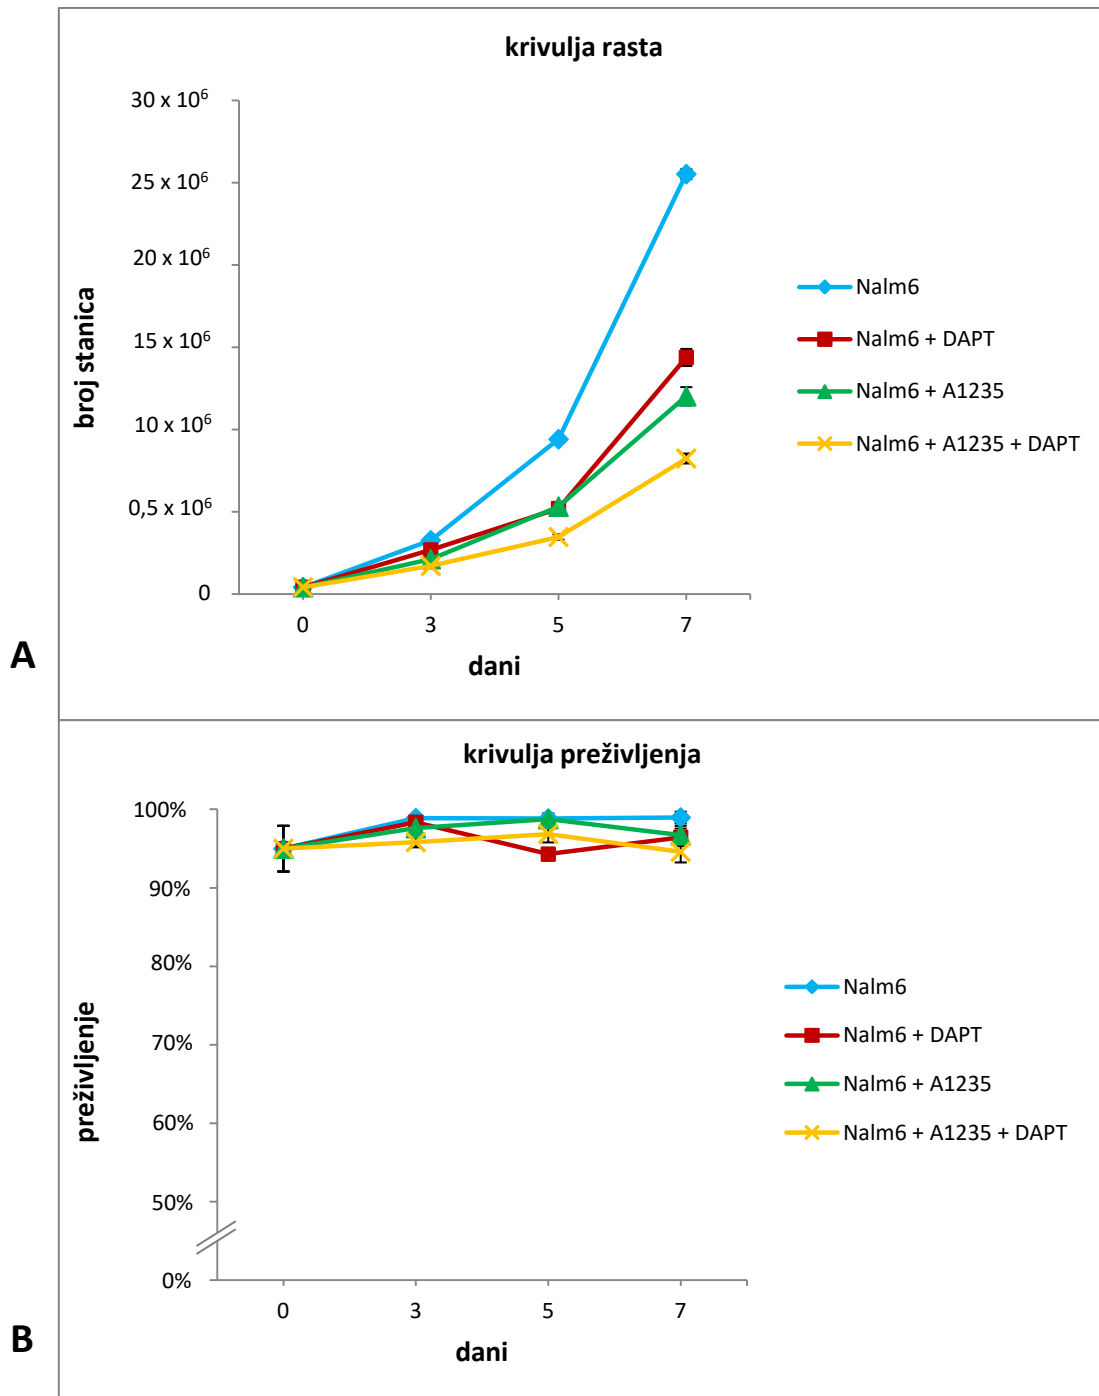 krivulja rasta
30 x 10⁶
25 x 10⁶
20 x 10⁶
15 x 10⁶
10 x 10⁶
0,5 x 10⁶
0
broj stanica
0 3 5 7
dani
Nalm6
Nalm6 + DAPT
Nalm6 + A1235
Nalm6 + A1235 + DAPT
A
krivulja preživljenja
100%
90%
80%
70%
60%
50%
0%
preživljenje
0 3 5 7
dani
Nalm6
Nalm6 + DAPT
Nalm6 + A1235
Nalm6 + A1235 + DAPT
B